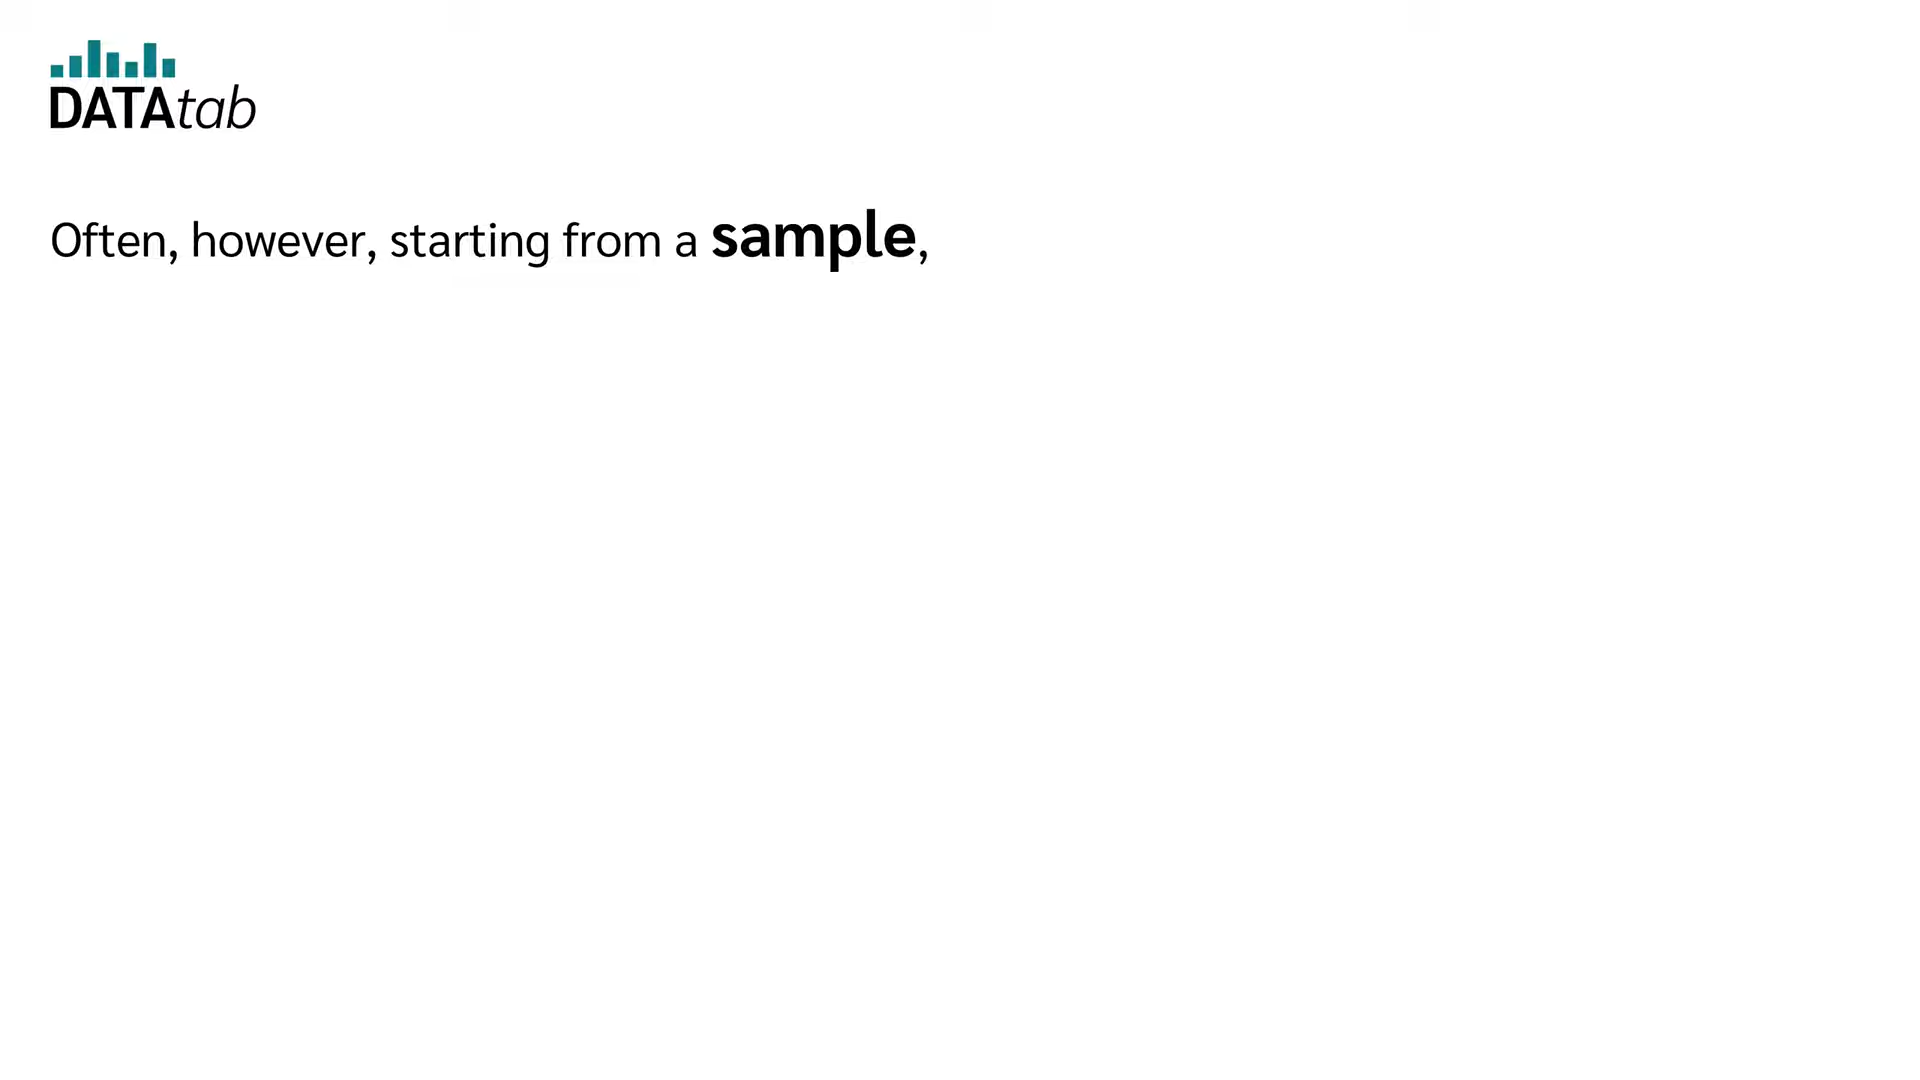 DATAtab
Often, however, starting from a sample,